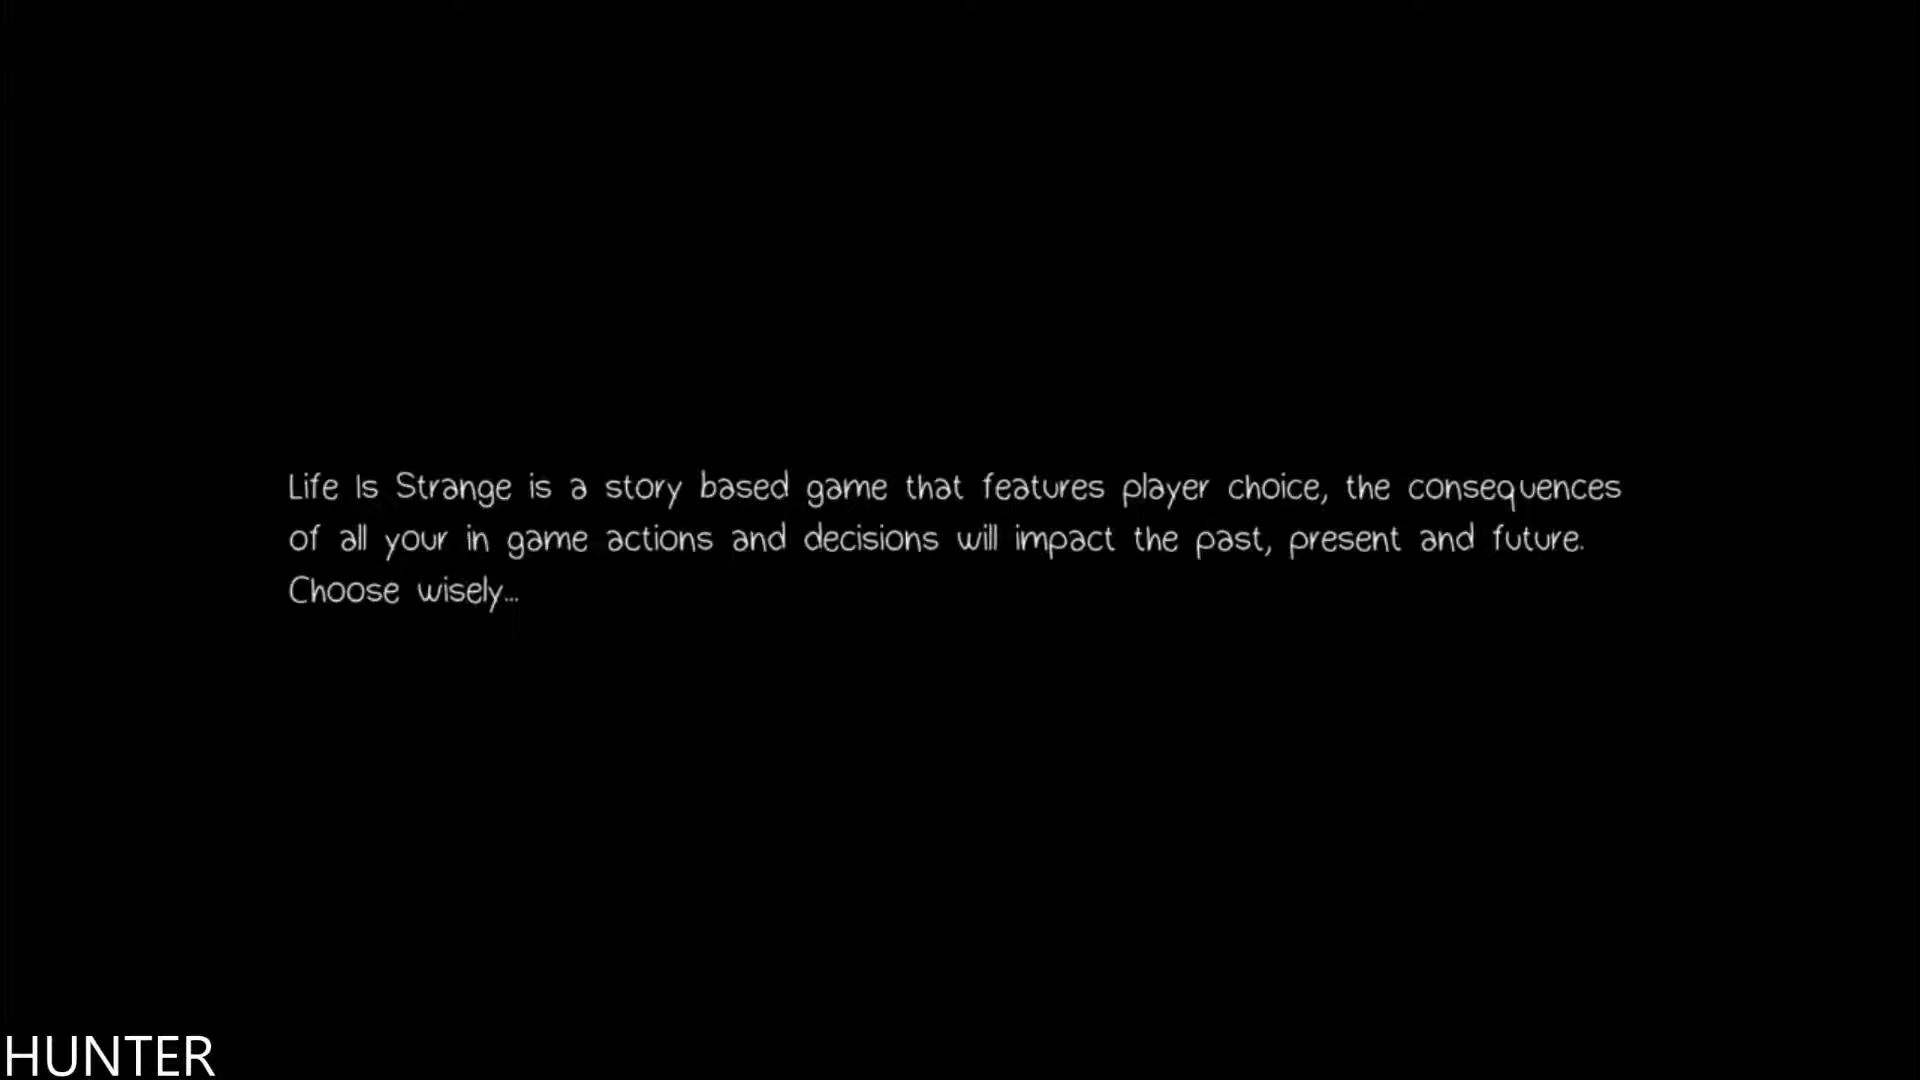 Life Is Strange is a story based game that features player choice, the consequences
of all your in game actions and decisions will impact the past, present and future.
Choose wisely...
HUNTER